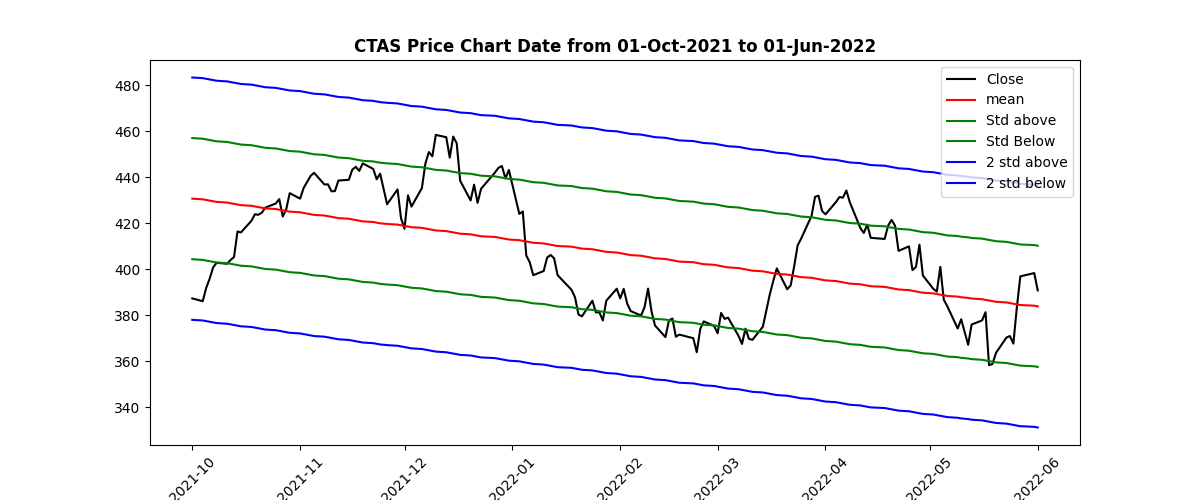 CTAS Price Chart Date from 01-Oct-2021 to 01-Jun-2022
480
460
440
420
400
380
360
340
Close
mean
Std above
Std Below
2 std above
2 std below
2021-10
2021-11
2021-12
2022-01
2022-02
2022-03
2022-04
2022-05
2022-06